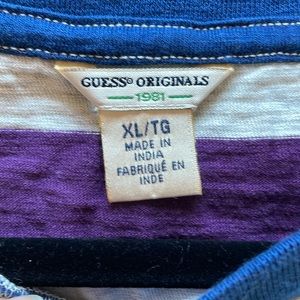 GUESS® ORIGINALS
1981
XL/TG
MADE IN
INDIA
FABRIQUÉ EN
INDE